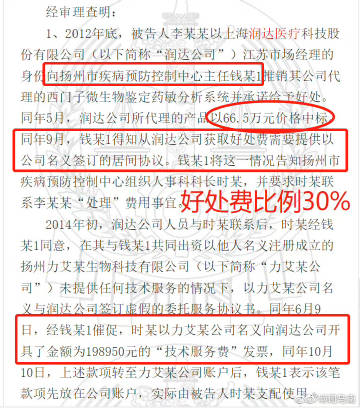 经审理查明：
1、2012年底，被告人李某某以上海润达医疗科技股
份有限公司（以下简称“润达公司”）江苏市场经理的
身份向扬州市疾病预防控制中心主任钱某1推销其公司代
理的西门子微生物鉴定药敏分析系统并承诺给予好处。
同年5月，润达公司所代理的产品以66.5万元价格中标，
同年9月，钱某1得知从润达公司获取好处费需要提供以
公司名义签订的居间协议。钱某1将这一情况告知扬州市
疾病预防控制中心组织人事科科长时某，并要求时某联
系李某某“处理”费用事宜。
好处费比例30%
2014年初，润达公司人员与时某联系后，时某经钱
某1同意，在其与钱某1共同出资以他人名义注册成立的
扬州力艾某生物科技有限公司（以下简称“力艾某公
司”）未提供任何技术服务的情况下，以力艾某公司名
义与润达公司签订虚假的委托服务协议书。同年6月9
日，经钱某1催促，时某以力艾某公司名义向润达公司开
具了金额为198950元的“技术服务费”发票，同年10月
10日，上述款项转至力艾某公司账户后，钱某1表示该笔
款项先放在公司账户，实际由被告人时某支配使用。